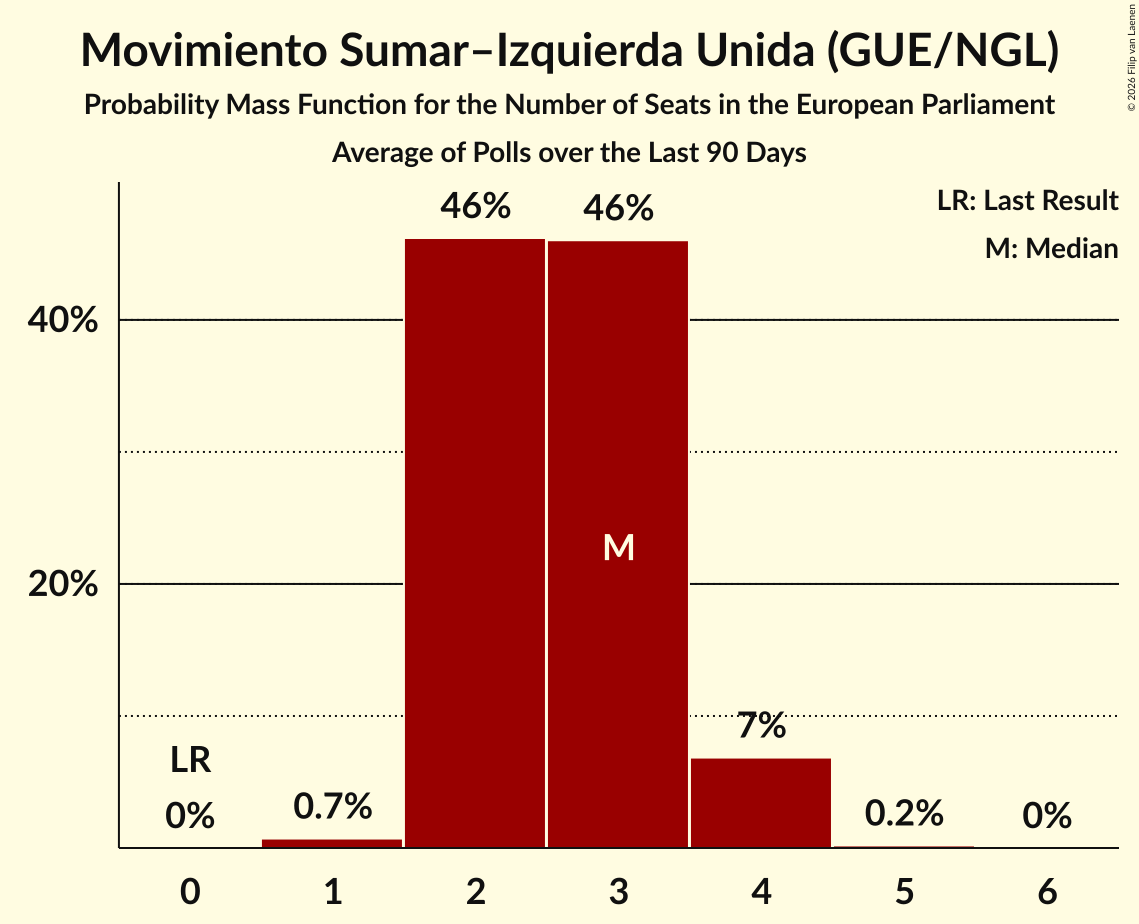 Movimiento Sumar–Izquierda Unida (GUE/NGL)
Probability Mass Function for the Number of Seats in the European Parliament
Average of Polls over the Last 90 Days
© 2026 Filip van Laenen
LR: Last Result
M: Median
46%
46%
40%
M
20%
7%
LR
0%
0.7%
0.2%
0%
0 1 2 3 4 5 6